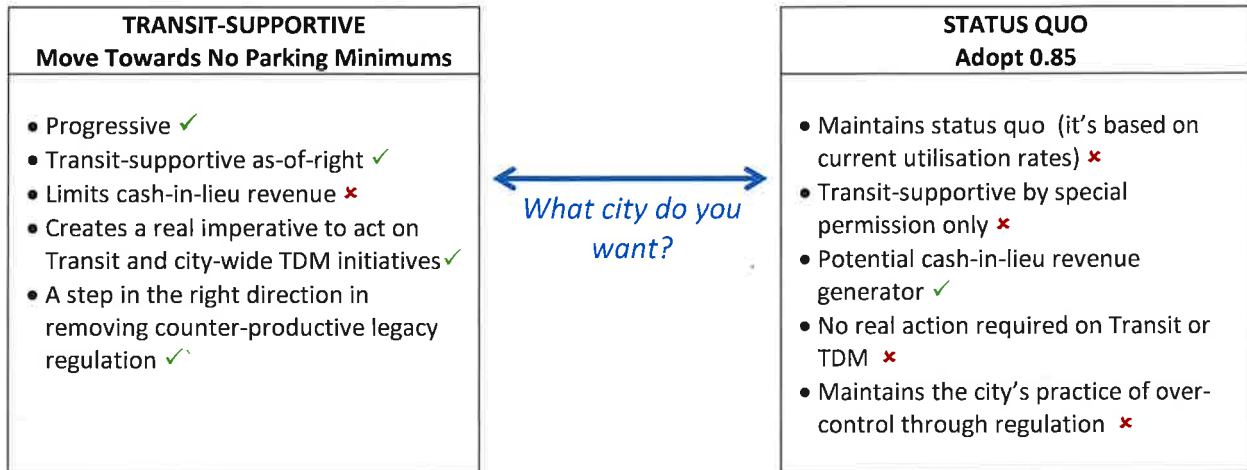 TRANSIT-SUPPORTIVE
Move Towards No Parking Minimums
• Progressive ✓
• Transit-supportive as-of-right ✓
• Limits cash-in-lieu revenue ✗
• Creates a real imperative to act on
Transit and city-wide TDM initiatives ✓
• A step in the right direction in
removing counter-productive legacy
regulation ✓
What city do you
want?
STATUS QUO
Adopt 0.85
• Maintains status quo (it's based on
current utilisation rates) ✗
• Transit-supportive by special
permission only ✗
• Potential cash-in-lieu revenue
generator ✓
• No real action required on Transit or
TDM ✗
• Maintains the city's practice of over-
control through regulation ✗